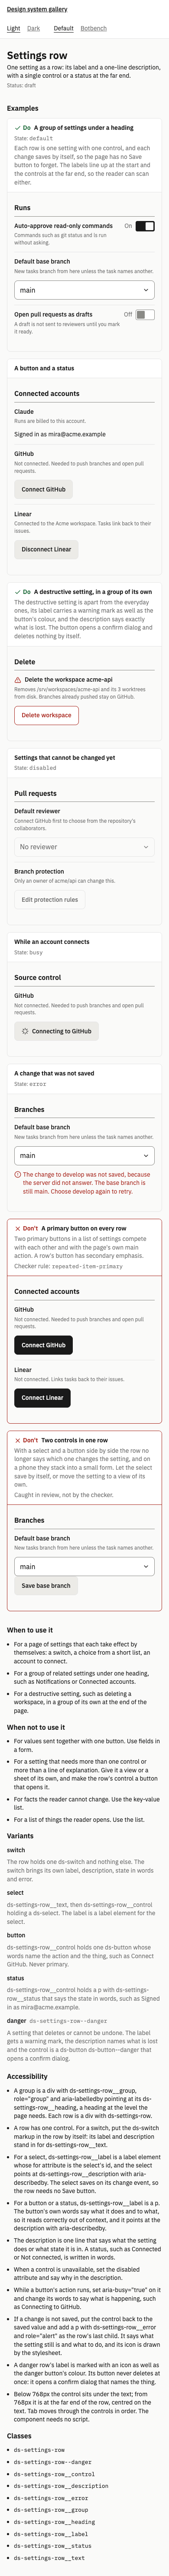 Design system gallery
Light Dark Default Botbench
Settings row
One setting as a row: its label and a one-line description,
with a single control or a status at the far end.
Status: draft
Examples
Do A group of settings under a heading
State: default
Each row is one setting with one control, and each
change saves by itself, so the page has no Save
button to forget. The labels line up at the start and
the controls at the far end, so the reader can scan
either.
Runs
Auto-approve read-only commands On
Commands such as git status and ls run
without asking.
Default base branch
New tasks branch from here unless the task names another.
main
Open pull requests as drafts Off
A draft is not sent to reviewers until you mark
it ready.
A button and a status
Connected accounts
Claude
Runs are billed to this account.
Signed in as mira@acme.example
GitHub
Not connected. Needed to push branches and open pull
requests.
Connect GitHub
Linear
Connected to the Acme workspace. Tasks link back to their
issues.
Disconnect Linear
Do A destructive setting, in a group of its own
The destructive setting is apart from the everyday
ones, its label carries a warning mark as well as the
button's colour, and the description says exactly
what is lost. The button opens a confirm dialog and
deletes nothing by itself.
Delete
Delete the workspace acme-api
Removes /srv/workspaces/acme-api and its 3 worktrees
from disk. Branches already pushed stay on GitHub.
Delete workspace
Settings that cannot be changed yet
State: disabled
Pull requests
Default reviewer
Connect GitHub first to choose from the repository's
collaborators.
No reviewer
Branch protection
Only an owner of acme/api can change this.
Edit protection rules
While an account connects
State: busy
Source control
GitHub
Not connected. Needed to push branches and open pull
requests.
Connecting to GitHub
A change that was not saved
State: error
Branches
Default base branch
New tasks branch from here unless the task names another.
main
The change to develop was not saved, because
the server did not answer. The base branch is
still main. Choose develop again to retry.
Don't A primary button on every row
Two primary buttons in a list of settings compete
with each other and with the page's own main
action. A row's button has secondary emphasis.
Checker rule: repeated-item-primary
Connected accounts
GitHub
Not connected. Needed to push branches and open pull
requests.
Connect GitHub
Linear
Not connected. Links tasks back to their issues.
Connect Linear
Don't Two controls in one row
With a select and a button side by side the row no
longer says which one changes the setting, and on
a phone they stack into a small form. Let the select
save by itself, or move the setting to a view of its
own.
Caught in review, not by the checker.
Branches
Default base branch
New tasks branch from here unless the task names another.
main
Save base branch
When to use it
For a page of settings that each take effect by
themselves: a switch, a choice from a short list, an
account to connect.
For a group of related settings under one heading,
such as Notifications or Connected accounts.
For a destructive setting, such as deleting a
workspace, in a group of its own at the end of the
page.
When not to use it
For values sent together with one button. Use fields in
a form.
For a setting that needs more than one control or
more than a line of explanation. Give it a view or a
sheet of its own, and make the row's control a button
that opens it.
For facts the reader cannot change. Use the key-value
list.
For a list of things the reader opens. Use the list.
Variants
switch
The row holds one ds-switch and nothing else. The
switch brings its own label, description, state in words
and error.
select
ds-settings-row__text, then ds-settings-row__control
holding a ds-select. The label is a label element for the
select.
button
ds-settings-row__control holds one ds-button whose
words name the action and the thing, such as Connect
GitHub. Never primary.
status
ds-settings-row__control holds a p with ds-settings-
row__status that says the state in words, such as Signed
in as mira@acme.example.
danger ds-settings-row--danger
A setting that deletes or cannot be undone. The label
gets a warning mark, the description names what is lost
and the control is a ds-button ds-button--danger that
opens a confirm dialog.
Accessibility
A group is a div with ds-settings-row__group,
role="group" and aria-labelledby pointing at its ds-
settings-row__heading, a heading at the level the
page needs. Each row is a div with ds-settings-row.
A row has one control. For a switch, put the ds-switch
markup in the row by itself: its label and description
stand in for ds-settings-row__text.
For a select, ds-settings-row__label is a label element
whose for attribute is the select's id, and the select
points at ds-settings-row__description with aria-
describedby. The select saves on its change event, so
the row needs no Save button.
For a button or a status, ds-settings-row__label is a p.
The button's own words say what it does and to what,
so it reads correctly out of context, and it points at the
description with aria-describedby.
The description is one line that says what the setting
does or what state it is in. A status, such as Connected
or Not connected, is written in words.
When a control is unavailable, set the disabled
attribute and say why in the description.
While a button's action runs, set aria-busy="true" on it
and change its words to say what is happening, such
as Connecting to GitHub.
If a change is not saved, put the control back to the
saved value and add a p with ds-settings-row__error
and role="alert" as the row's last child. It says what
the setting still is and what to do, and its icon is drawn
by the stylesheet.
A danger row's label is marked with an icon as well as
the danger button's colour. Its button never deletes at
once: it opens a confirm dialog that names the thing.
Below 768px the control sits under the text; from
768px it is at the far end of the row, centred on the
text. Tab moves through the controls in order. The
component needs no script.
Classes
ds-settings-row
ds-settings-row--danger
ds-settings-row__control
ds-settings-row__description
ds-settings-row__error
ds-settings-row__group
ds-settings-row__heading
ds-settings-row__label
ds-settings-row__status
ds-settings-row__text